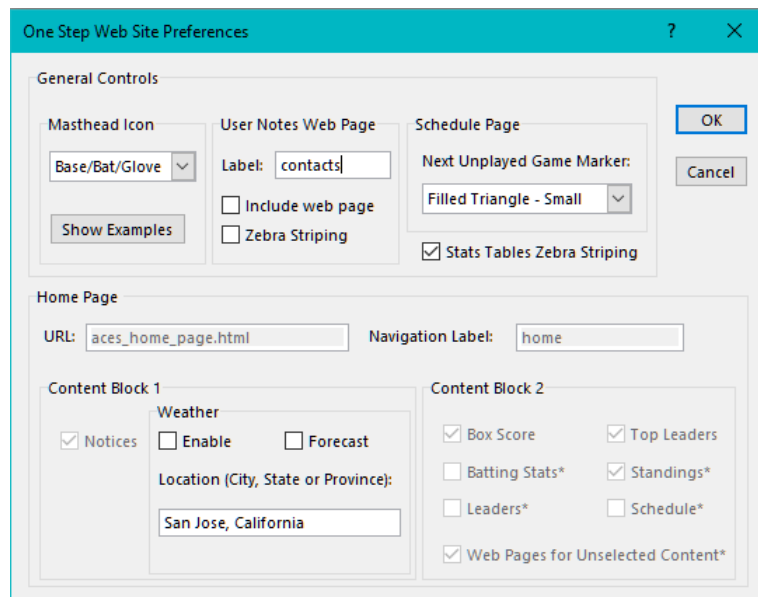 One Step Web Site Preferences
General Controls
Masthead Icon
User Notes Web Page
Schedule Page
OK
Base/Bat/Glove
Label: contacts
Next Unplayed Game Marker:
Cancel
Include web page
Filled Triangle - Small
Show Examples
Zebra Striping
Stats Tables Zebra Striping
Home Page
URL: aces_home_page.html
Navigation Label: home
Content Block 1
Weather
Notices
Enable
Forecast
Location (City, State or Province):
San Jose, California
Content Block 2
Box Score
Top Leaders
Batting Stats*
Standings*
Leaders*
Schedule*
Web Pages for Unselected Content*